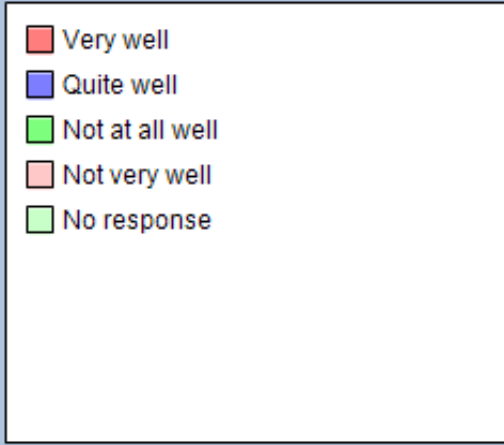 Very well
Quite well
Not at all well
Not very well
No response